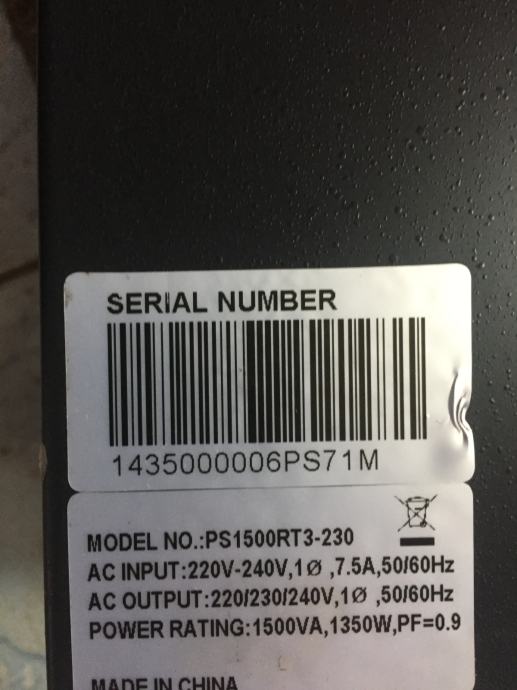 SERIAL NUMBER
1435000006PS71M
MODEL NO.:PS1500RT3-230
AC INPUT:220V-240V,1Ø ,7.5A,50/60Hz
AC OUTPUT:220/230/240V,1Ø ,50/60Hz
POWER RATING:1500VA,1350W,PF=0.9
MADE IN CHINA